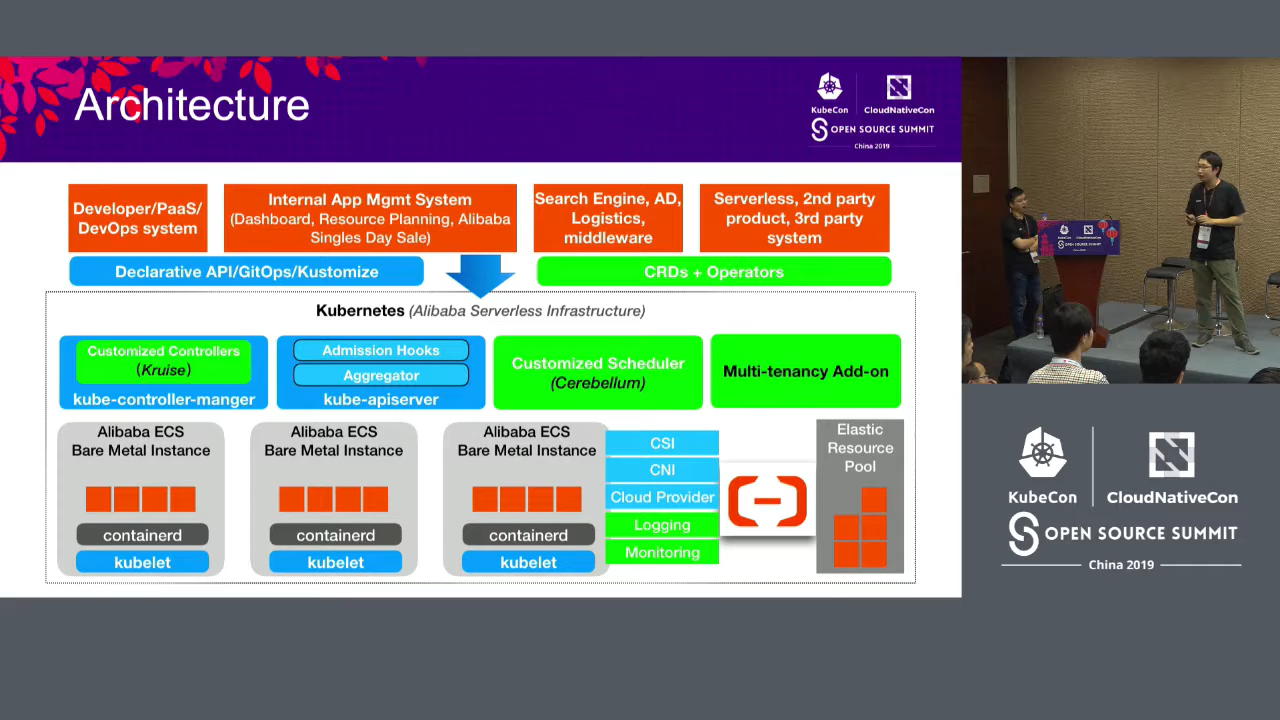 Architecture
KubeCon
CloudNativeCon
OPEN SOURCE SUMMIT
China 2019
Developer/PaaS/
DevOps system
Internal App Mgmt System
(Dashboard, Resource Planning, Alibaba
Singles Day Sale)
Search Engine, AD,
Logistics,
middleware
Serverless, 2nd party
product, 3rd party
system
Declarative API/GitOps/Kustomize
CRDs + Operators
Kubernetes (Alibaba Serverless Infrastructure)
Customized Controllers
(Kruise)
kube-controller-manger
Admission Hooks
Aggregator
kube-apiserver
Customized Scheduler
(Cerebellum)
Multi-tenancy Add-on
Alibaba ECS
Bare Metal Instance
containerd
kubelet
Alibaba ECS
Bare Metal Instance
containerd
kubelet
Alibaba ECS
Bare Metal Instance
containerd
kubelet
CSI
CNI
Cloud Provider
Logging
Monitoring
Elastic
Resource
Pool
KubeCon
CloudNativeCon
OPEN SOURCE SUMMIT
KubeCon
CloudNativeCon
OPEN SOURCE SUMMIT
China 2019